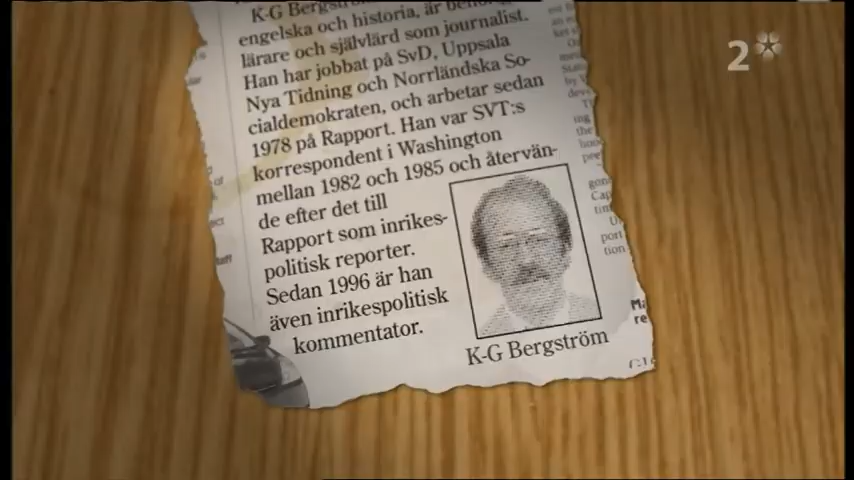 K-G Bergström
engelska och historia, är
lärare och självlärd som journalist.
Han har jobbat på SvD, Uppsala
Nya Tidning och Norrländska So-
cialdemokraten, och arbetar sedan
1978 på Rapport. Han var SVT:s
korrespondent i Washington
mellan 1982 och 1985 och återvän-
de efter det till
Rapport som inrikes-
politisk reporter.
Sedan 1996 är han
även inrikespolitisk
kommentator.
K-G Bergström
2